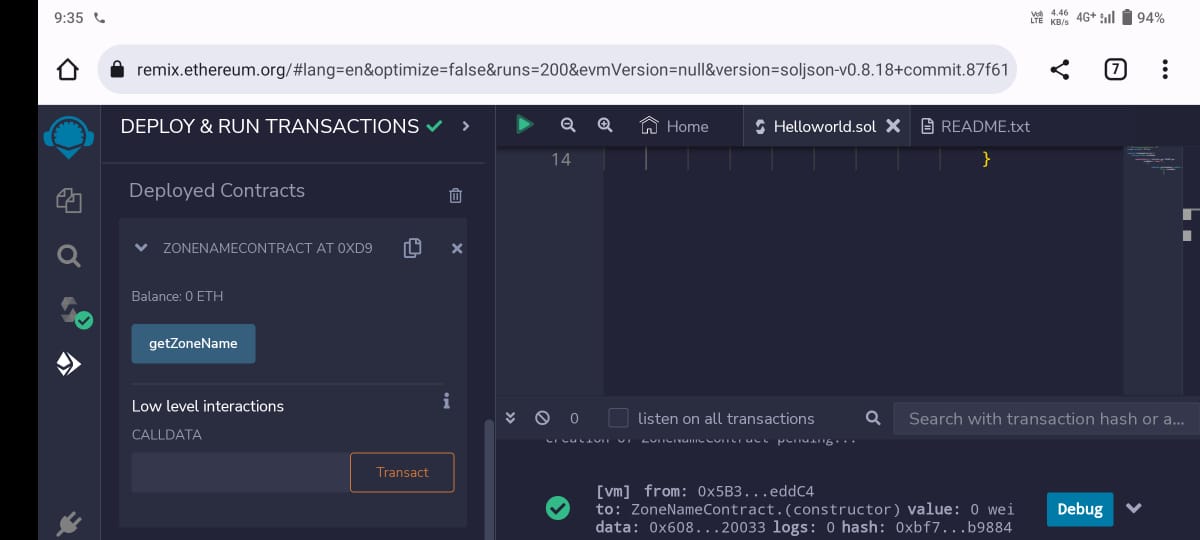 9:35
Vo) LTE 4.46 KB/s 4G+ 94%
remix.ethereum.org/#lang=en&optimize=false&runs=200&evmVersion=null&version=soljson-v0.8.18+commit.87f61
7
DEPLOY & RUN TRANSACTIONS
Home
Helloworld.sol
README.txt
14 }
Deployed Contracts
ZONENAMECONTRACT AT 0XD9
Balance: 0 ETH
getZoneName
Low level interactions
i
CALLDATA
Transact
0
listen on all transactions
Search with transaction hash or a...
creation of ZoneNameContract pending...
[vm] from: 0x5B3...eddC4
to: ZoneNameContract.(constructor) value: 0 wei
data: 0x608...20033 logs: 0 hash: 0xbf7...b9884
Debug